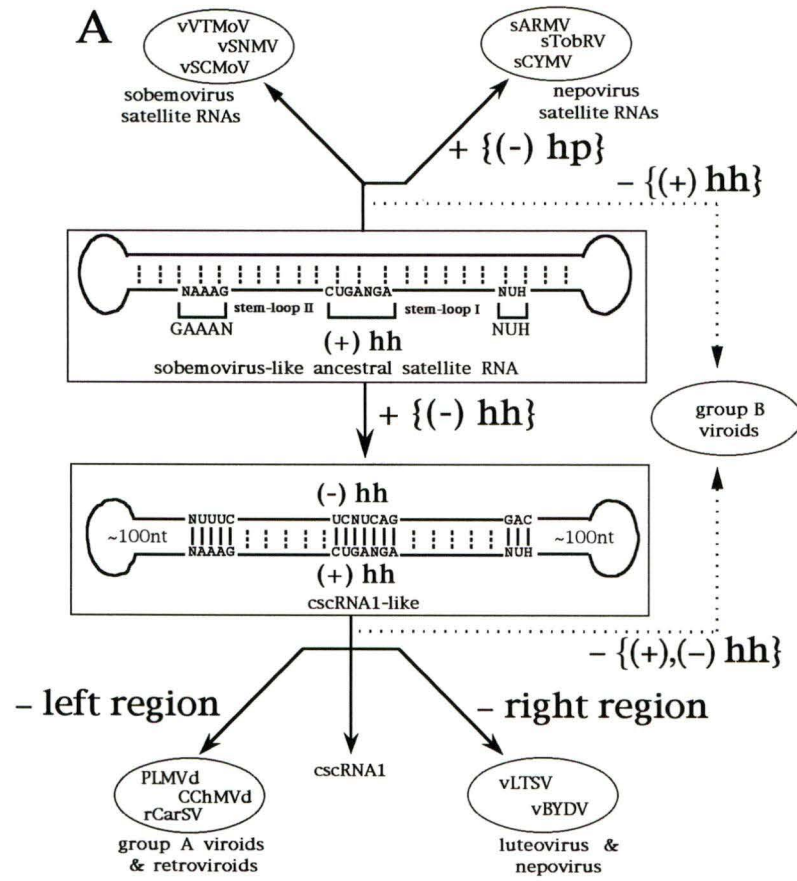 A
vVTMoV
vSNMV
vSCMoV
sobemovirus
satellite RNAs
sARMV
sTobRV
sCYMV
nepovirus
satellite RNAs
+ {(-) hp}
– {(+) hh}
NAAAG CUGANGA NUH
stem-loop II stem-loop I
GAAAN NUH
(+) hh
sobemovirus-like ancestral satellite RNA
+ {(-) hh}
group B
viroids
(-) hh
NUUUC UCNUCAG GAC
~100nt ~100nt
NAAAG CUGANGA NUH
(+) hh
cscRNA1-like
– {(+),(-) hh}
– left region
– right region
PLMVd
CChMVd
rCarSV
group A viroids
& retroviroids
cscRNA1
vLTSV
vBYDV
luteovirus &
nepovirus